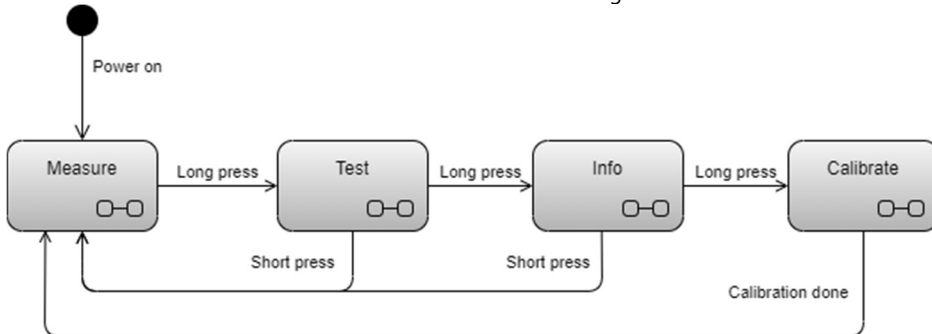 Power on
Measure
Long press
Test
Long press
Info
Long press
Calibrate
Short press
Short press
Calibration done